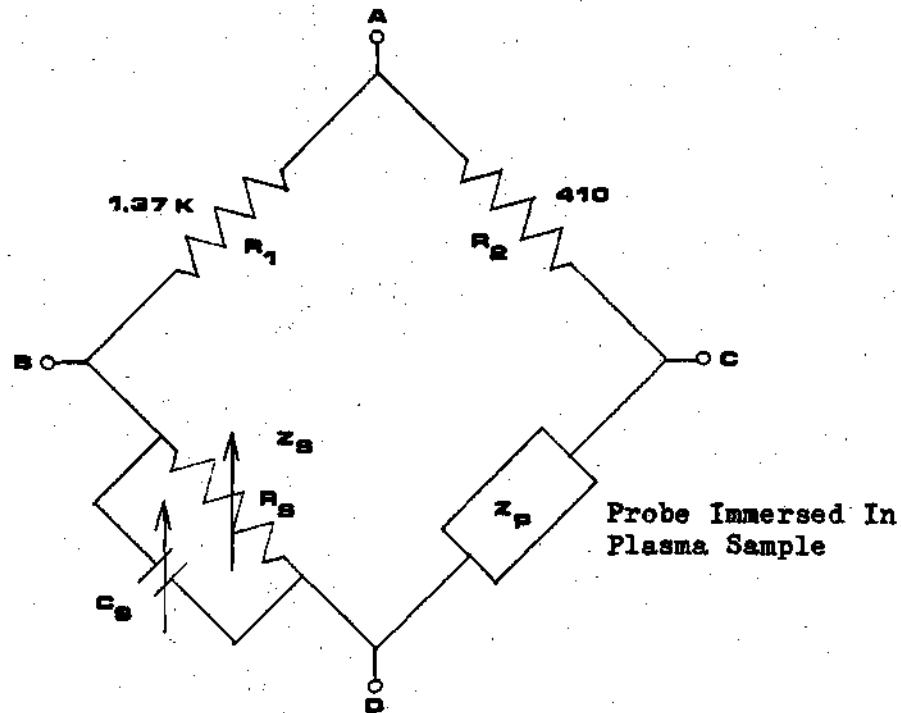 A
1.37 K
410
R1
R2
B
C
ZS
RS
ZP
Probe Immersed In
Plasma Sample
CS
D